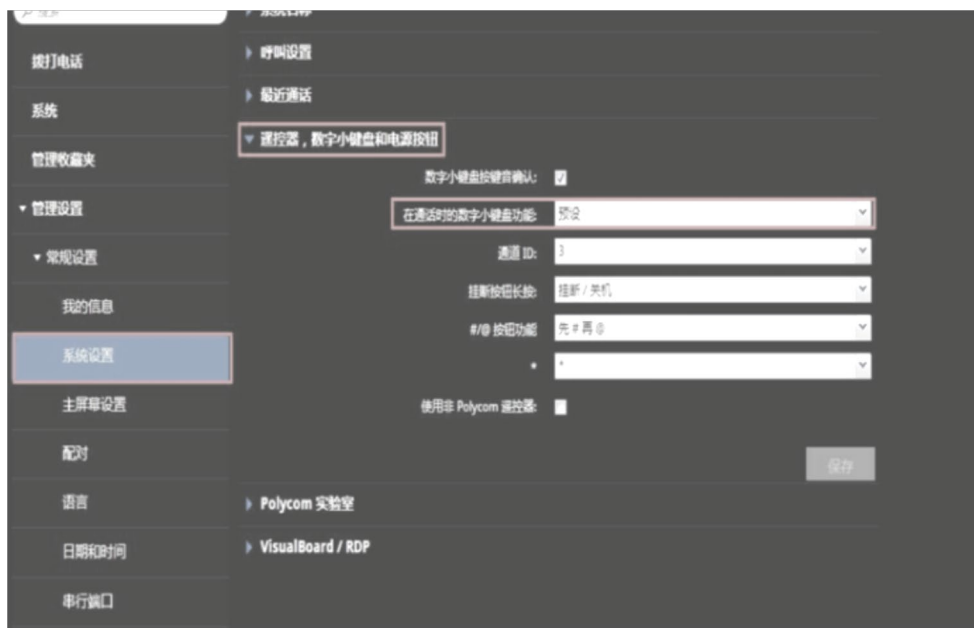 搜索
系统名称
拨打电话
呼叫设置
最近通话
系统
遥控器，数字小键盘和电源按钮
管理收藏夹
数字小键盘按键音确认:
管理设置
在通话时的数字小键盘功能: 预设
常规设置
通道 ID: 3
我的信息
挂断按钮长按: 挂断 / 关机
#/@ 按钮功能 先 # 再 @
系统设置
* *
主屏幕设置
使用非 Polycom 遥控器:
配对
保存
语言
Polycom 实验室
日期和时间
VisualBoard / RDP
串行端口